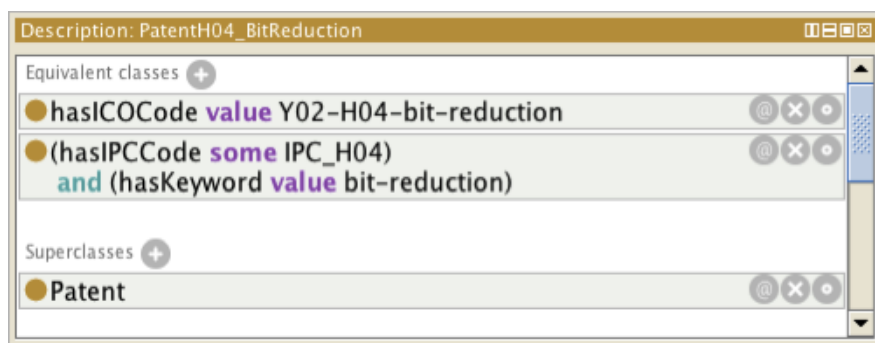 Description: PatentH04_BitReduction
Equivalent classes
hasICOCode value Y02-H04-bit-reduction
(hasIPCCode some IPC_H04)
and (hasKeyword value bit-reduction)
Superclasses
Patent